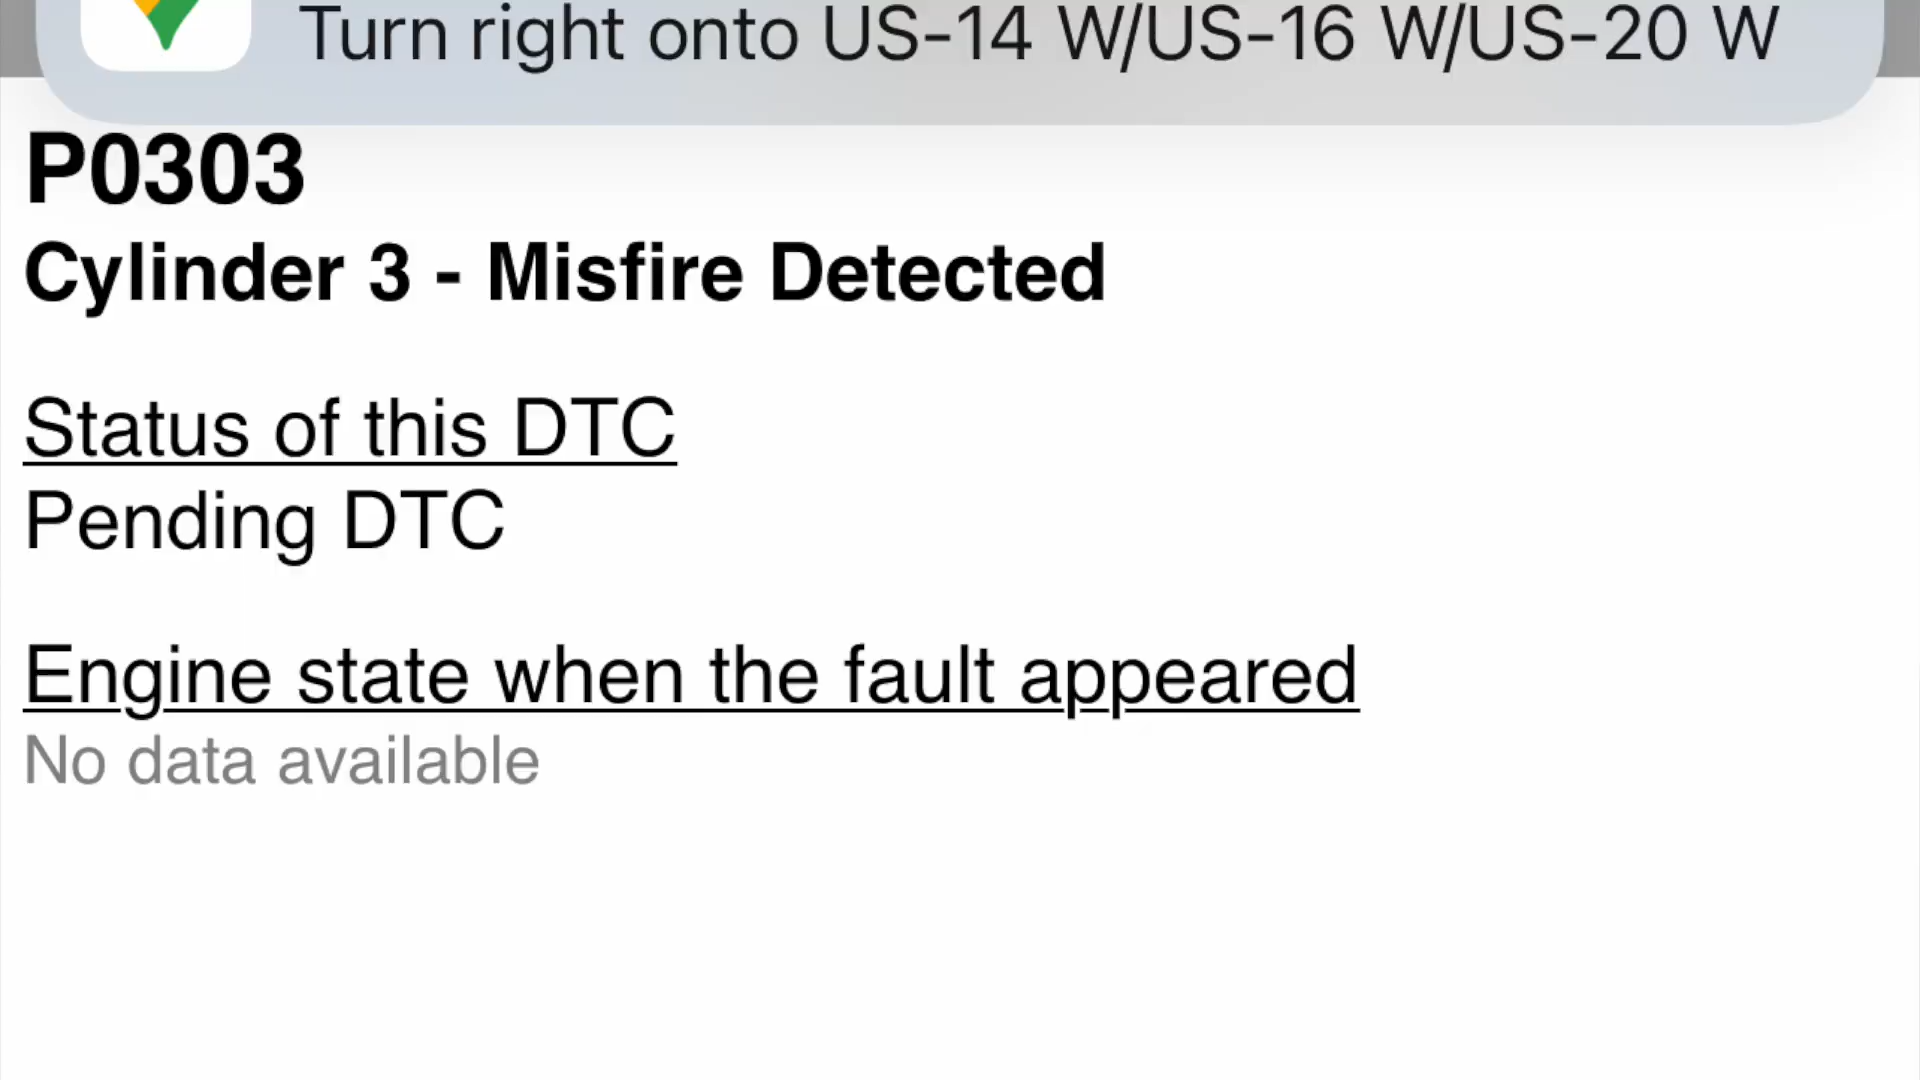 Turn right onto US-14 W/US-16 W/US-20 W
P0303
Cylinder 3 - Misfire Detected
Status of this DTC
Pending DTC
Engine state when the fault appeared
No data available